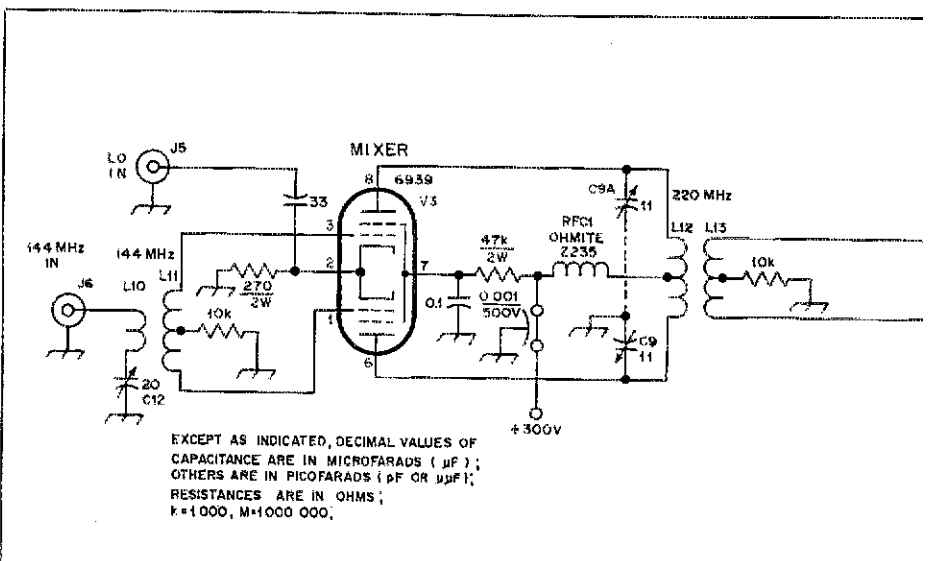 MIXER
8
6939
V3
J5
LO
IN
33
3
2
7
1
6
270
2W
144 MHz
IN
J6
144 MHz
L10
L11
10k
20
C12
47k
2W
0.1
0.001
500V
RFC1
OHMITE
Z235
+300V
C9A
11
C9
11
220 MHz
L12
L13
10k
EXCEPT AS INDICATED, DECIMAL VALUES OF
CAPACITANCE ARE IN MICROFARADS ( µF ) ;
OTHERS ARE IN PICOFARADS ( pF OR µµF);
RESISTANCES ARE IN OHMS ;
k=1000, M=1000 000;